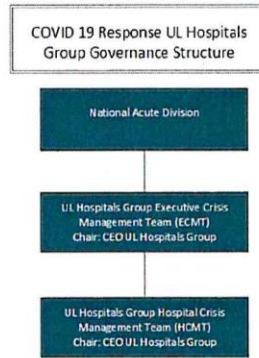 COVID 19 Response UL Hospitals
Group Governance Structure
National Acute Division
UL Hospitals Group Executive Crisis
Management Team (ECMT)
Chair: CEO UL Hospitals Group
UL Hospitals Group Hospital Crisis
Management Team (HCMT)
Chair: CEO UL Hospitals Group